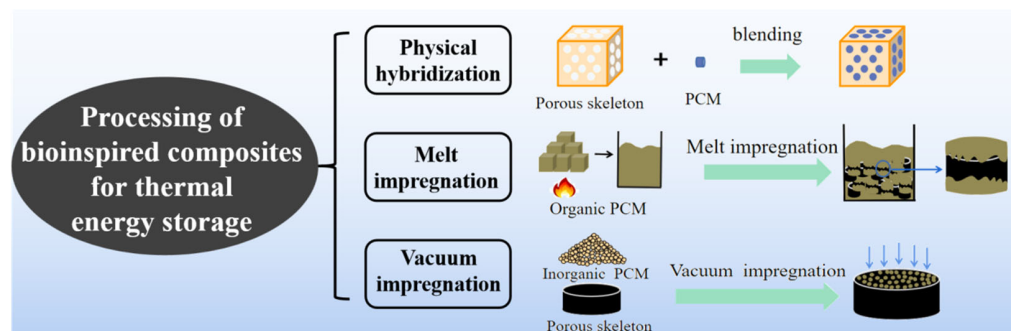 Processing of
bioinspired composites
for thermal
energy storage
Physical
hybridization
Porous skeleton
+
PCM
blending
Melt
impregnation
Organic PCM
Melt impregnation
Vacuum
impregnation
Inorganic PCM
Porous skeleton
Vacuum impregnation